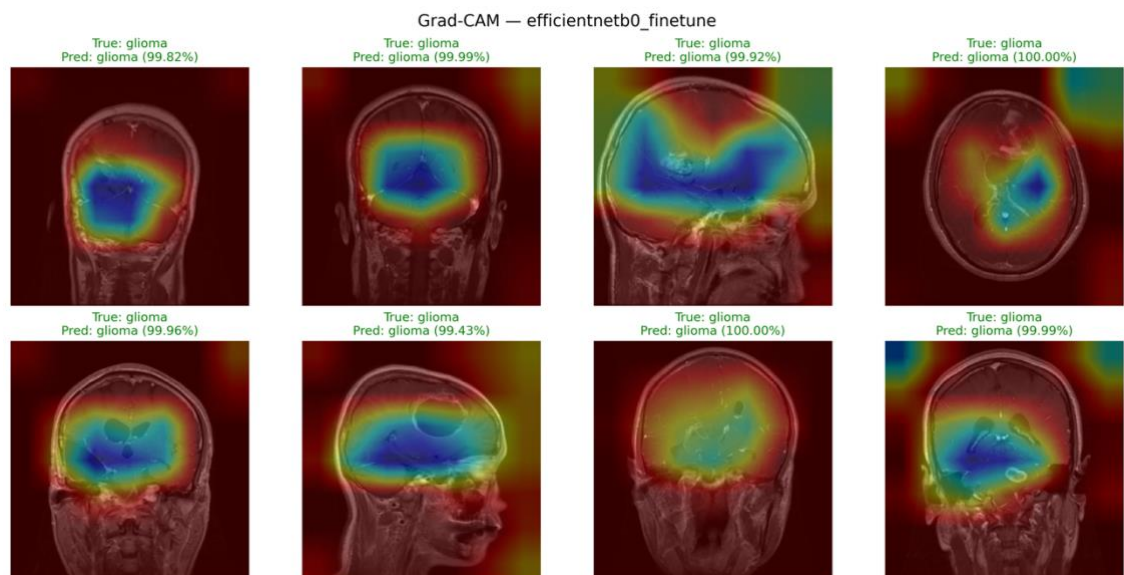 Grad-CAM — efficientnetb0_finetune
True: glioma
Pred: glioma (99.82%)
True: glioma
Pred: glioma (99.99%)
True: glioma
Pred: glioma (99.92%)
True: glioma
Pred: glioma (100.00%)
True: glioma
Pred: glioma (99.96%)
True: glioma
Pred: glioma (99.43%)
True: glioma
Pred: glioma (100.00%)
True: glioma
Pred: glioma (99.99%)